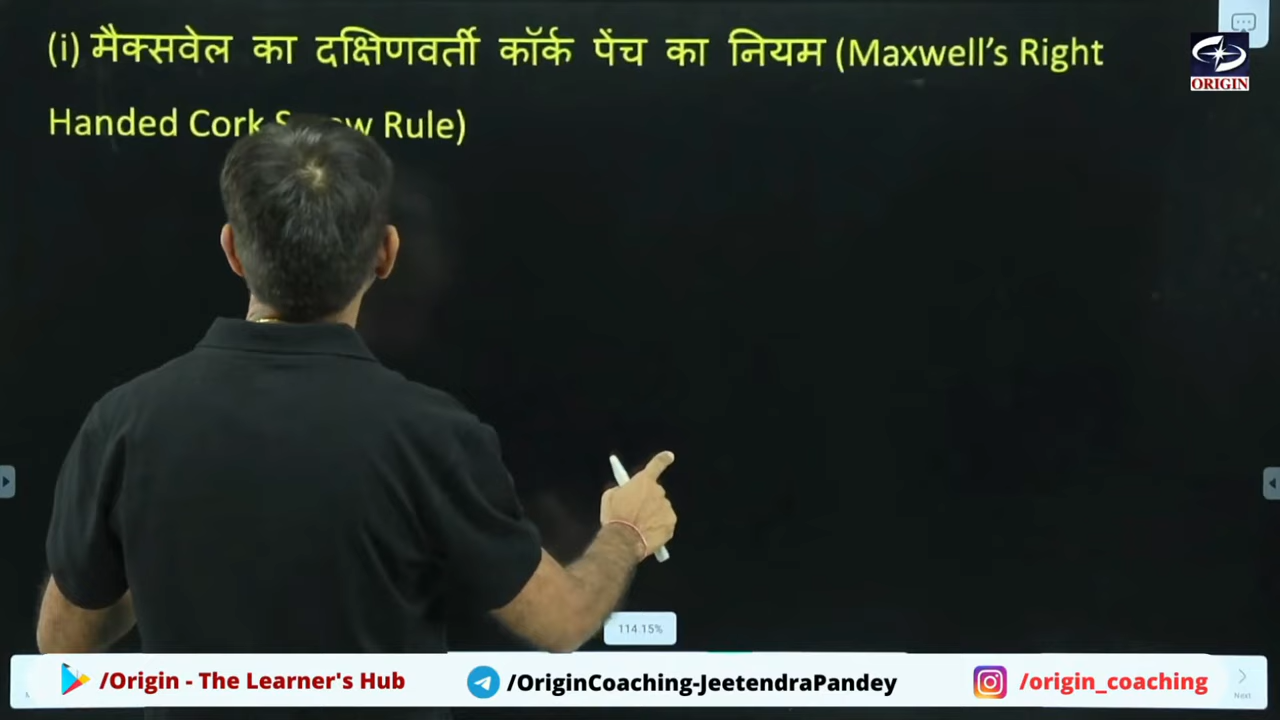 (i) मैक्सवेल का दक्षिणवर्ती कॉर्क पेंच का नियम (Maxwell's Right
Handed Cork Rule)
ORIGIN
114.15%
/Origin - The Learner's Hub
/OriginCoaching-JeetendraPandey
/origin_coaching
Next